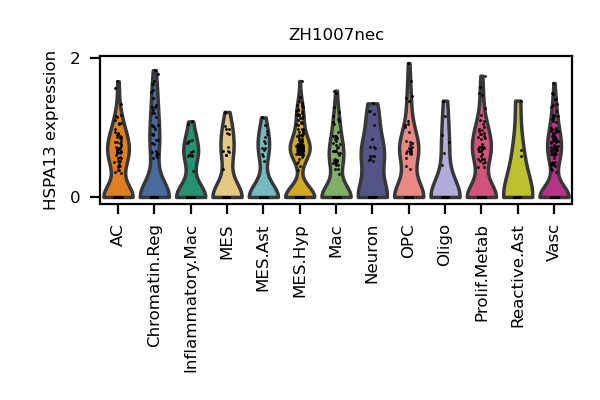 ZH1007nec
HSPA13 expression
2
0
AC
Chromatin.Reg
Inflammatory.Mac
MES
MES.Ast
MES.Hyp
Mac
Neuron
OPC
Oligo
Prolif.Metab
Reactive.Ast
Vasc